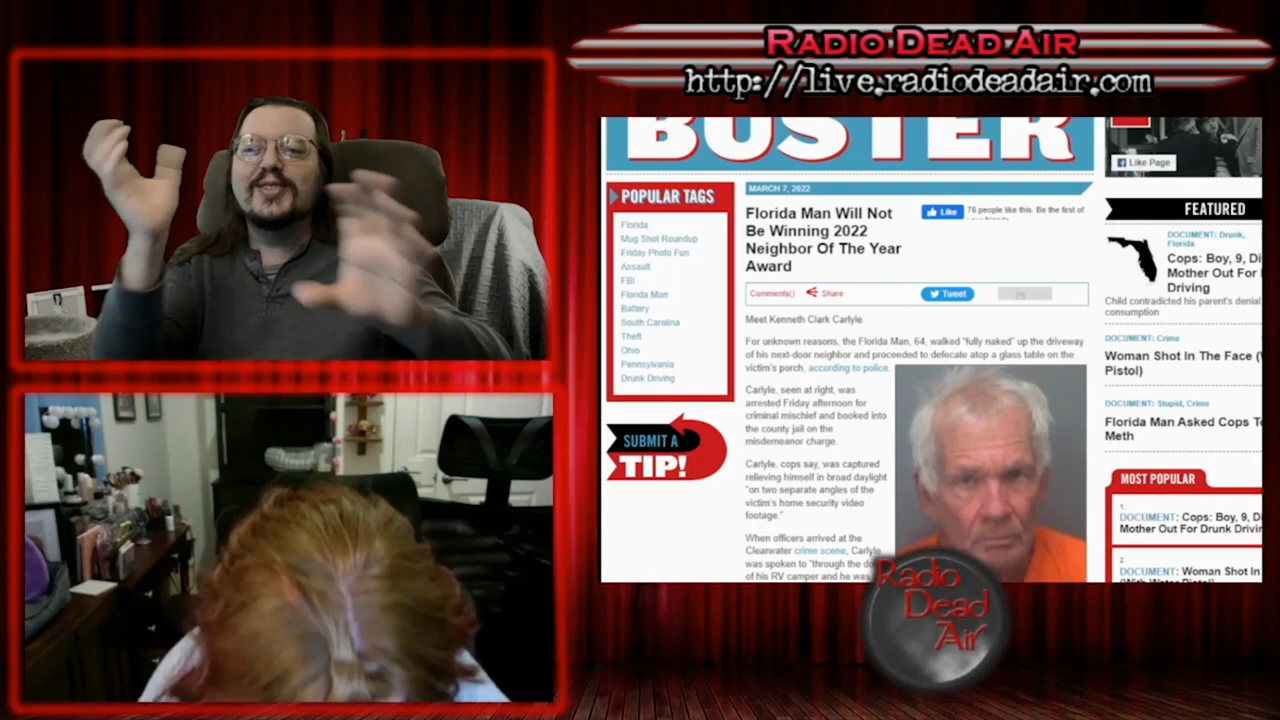 RADIO DEAD AIR
http://live.radiodeadair.com
BUSTER
POPULAR TAGS
Florida
Mug Shot Roundup
Friday Photo Fun
Assault
FBI
Florida Man
Battery
South Carolina
Theft
Ohio
Pennsylvania
Drunk Driving
SUBMIT A
TIP!
MARCH 7, 2022
Florida Man Will Not
Be Winning 2022
Neighbor Of The Year
Award
Like
76 people like this. Be the first of
Comments()
Share
Tweet
Meet Kenneth Clark Carlyle.
For unknown reasons, the Florida Man, 64, walked "fully naked" up the driveway
of his next-door neighbor and proceeded to defecate atop a glass table on the
victim's porch, according to police.
Carlyle, seen at right, was
arrested Friday afternoon for
criminal mischief and booked into
the county jail on the
misdemeanor charge.
Carlyle, cops say, was captured
relieving himself in broad daylight
"on two separate angles of the
victim's home security video
footage."
When officers arrived at the
Clearwater crime scene, Carlyle
was spoken to "through the do
of his RV camper and he was
Like Page
FEATURED
DOCUMENT: Drunk,
Florida
Cops: Boy, 9, Di
Mother Out For
Driving
Child contradicted his parent's denial
consumption
DOCUMENT: Crime
Woman Shot In The Face (
Pistol)
DOCUMENT: Stupid, Crime
Florida Man Asked Cops T
Meth
MOST POPULAR
1.
DOCUMENT: Cops: Boy, 9, D
Mother Out For Drunk Drivin
2.
DOCUMENT: Woman Shot In
Radio
Dead
Air